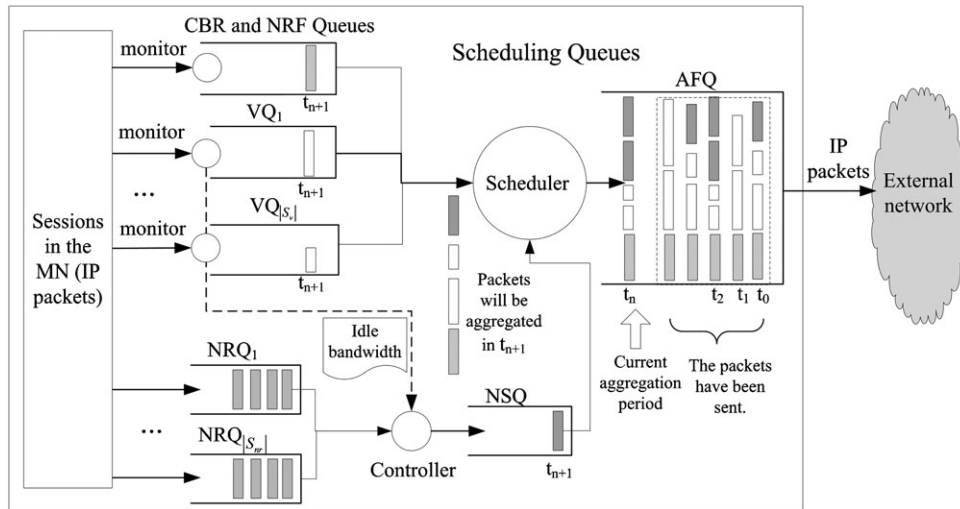 CBR and NRF Queues
monitor
t_{n+1}
Scheduling Queues
AFQ
VQ_1
monitor
t_{n+1}
...
VQ_{|S_v|}
monitor
t_{n+1}
Sessions
in the
MN (IP
packets)
Scheduler
Packets
will be
aggregated
in t_{n+1}
t_n
t_2
t_1
t_0
IP
packets
External
network
Current
aggregation
period
The packets
have been
sent.
Idle
bandwidth
NRQ_1
...
NRQ_{|S_{nr}|}
Controller
NSQ
t_{n+1}